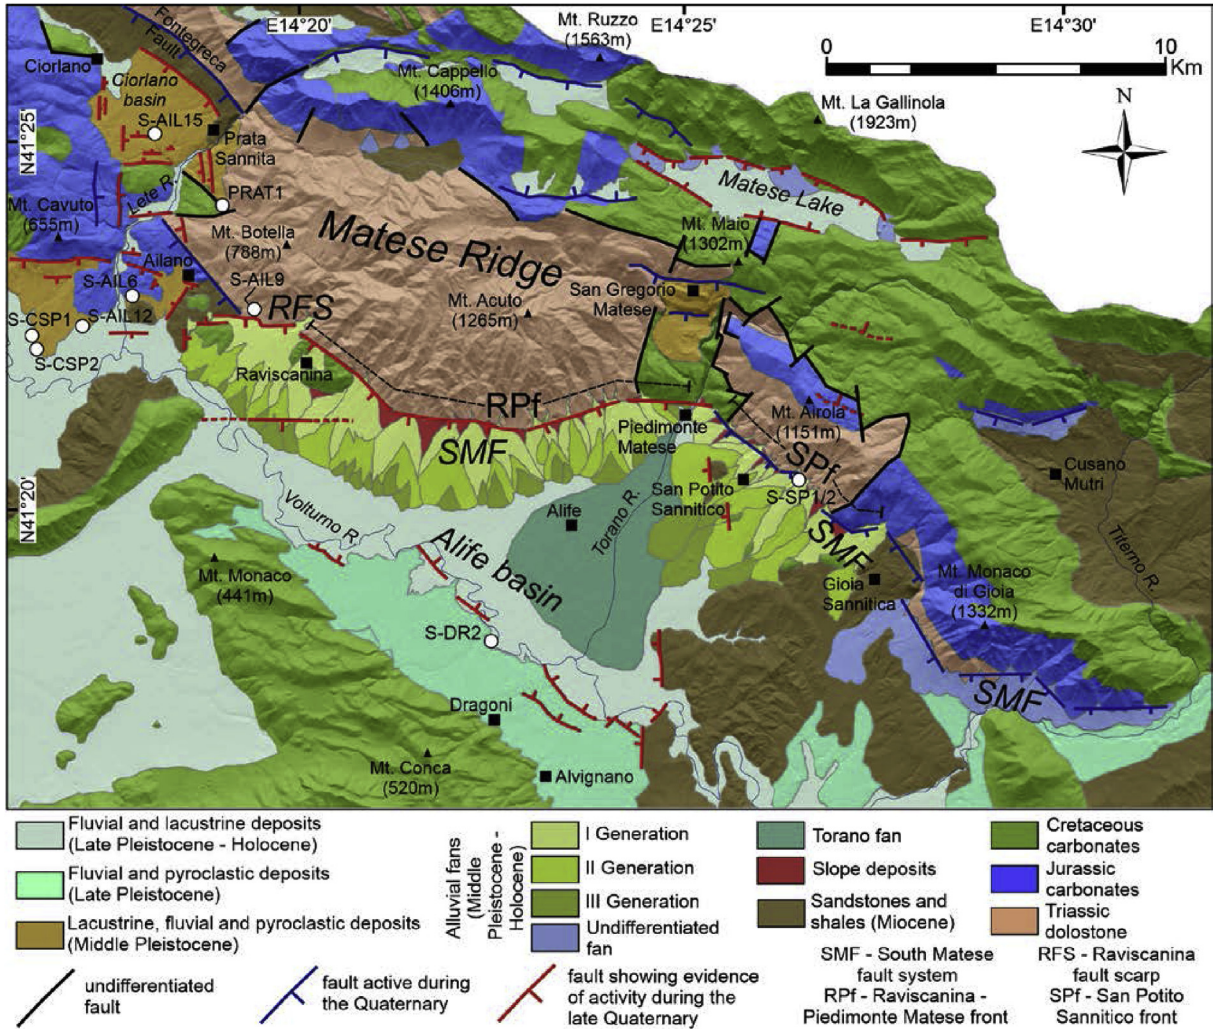 E14°20'
E14°25'
E14°30'
N41°25'
N41°20'
0
10
Km
N
Mt. Ruzzo
(1563m)
Fontegreca
Fault
Ciorlano
Ciorlano
basin
Mt. Cappello
(1406m)
Mt. La Gallinola
(1923m)
S-AIL15
Prata
Sannita
Lete R.
PRAT1
Matese Lake
Mt. Cavuto
(655m)
Mt. Botella
(788m)
Matese Ridge
Mt. Maio
(1302m)
Ailano
S-AIL6
S-AIL9
RFS
San Gregorio
Matese
Mt. Acuto
(1265m)
S-CSP1
S-AIL12
S-CSP2
Raviscanina
RPf
SMF
Piedimonte
Matese
Mt. Airola
(1151m)
SPf
Cusano
Mutri
San Potito
Sannitico
S-SP1/2
Volturno R.
Alife
Torano R.
SMF
Titerno R.
Alife basin
Mt. Monaco
(441m)
Gioia
Sannitica
Mt. Monaco
di Gioia
(1332m)
S-DR2
SMF
Dragoni
Mt. Conca
(520m)
Alvignano
Fluvial and lacustrine deposits
(Late Pleistocene - Holocene)
Fluvial and pyroclastic deposits
(Late Pleistocene)
Lacustrine, fluvial and pyroclastic deposits
(Middle Pleistocene)
Alluvial fans
(Middle
Pleistocene -
Holocene)
I Generation
II Generation
III Generation
Undifferentiated
fan
Torano fan
Slope deposits
Sandstones and
shales (Miocene)
Cretaceous
carbonates
Jurassic
carbonates
Triassic
dolostone
undifferentiated
fault
fault active during
the Quaternary
fault showing evidence
of activity during the
late Quaternary
SMF - South Matese
fault system
RPf - Raviscanina -
Piedimonte Matese front
RFS - Raviscanina
fault scarp
SPf - San Potito
Sannitico front